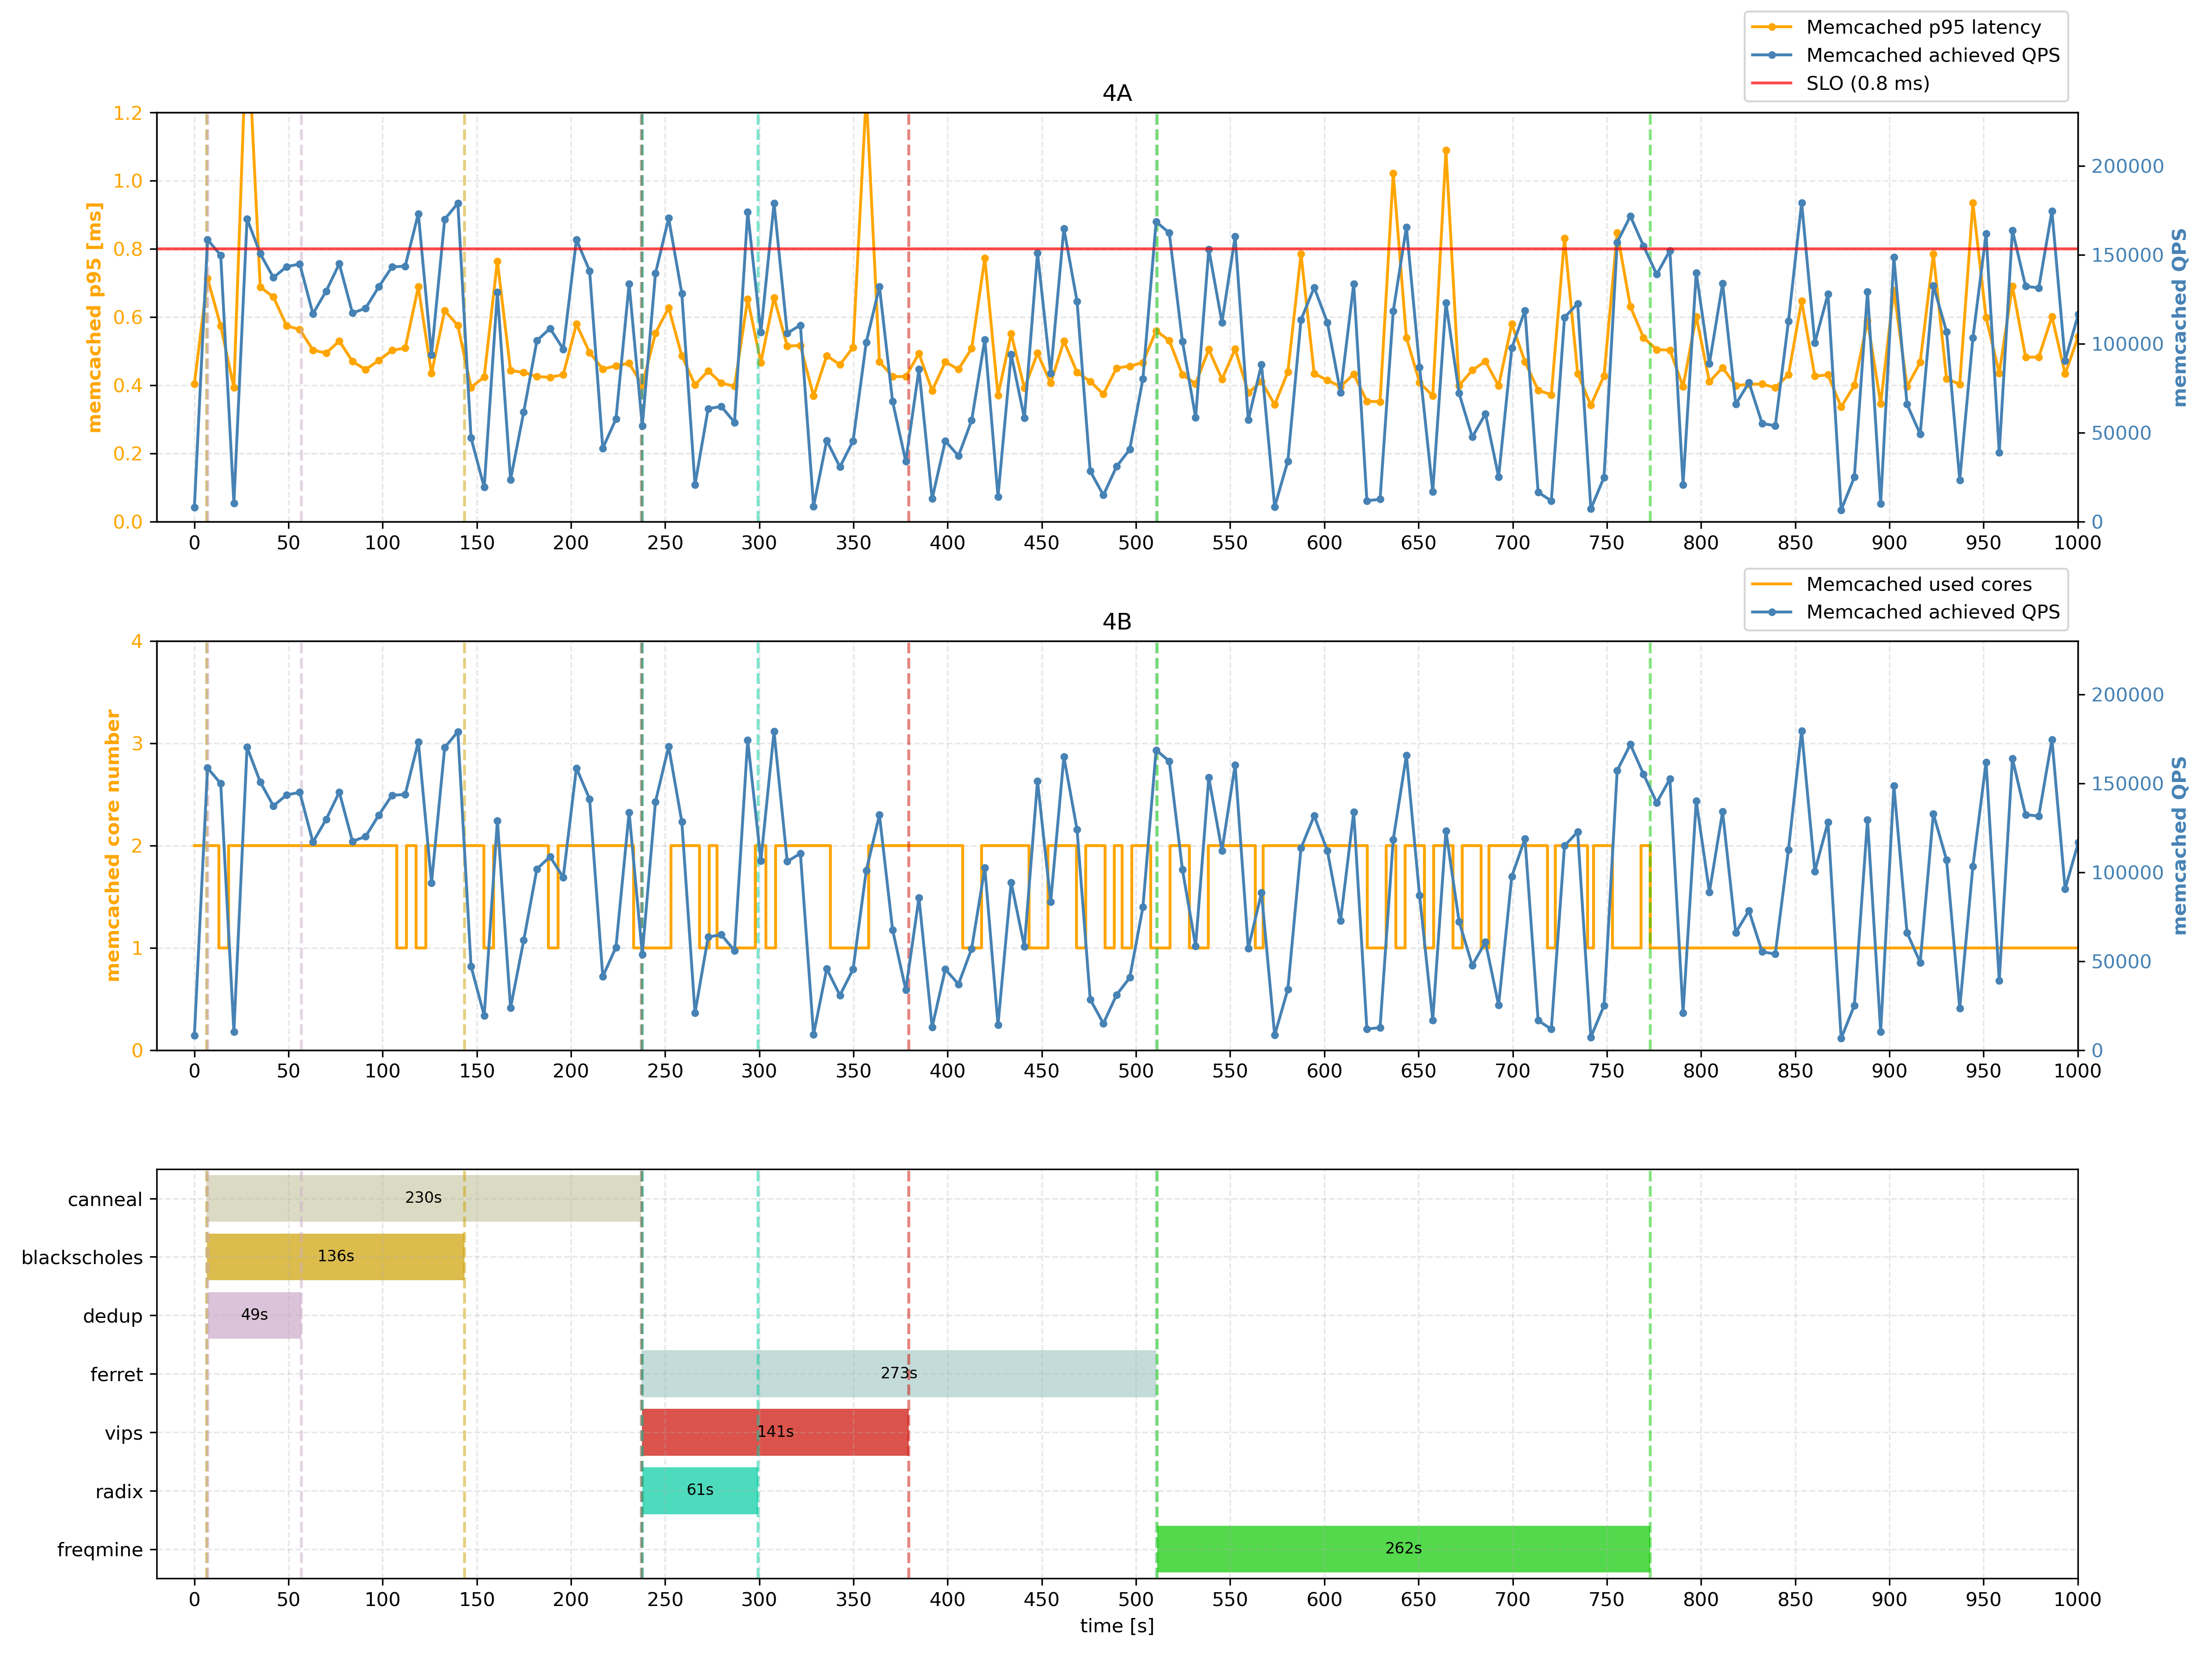 Memcached p95 latency
Memcached achieved QPS
SLO (0.8 ms)
4A
memcached p95 [ms]
0.0
0.2
0.4
0.6
0.8
1.0
1.2
0
50000
100000
150000
200000
memcached QPS
0 50 100 150 200 250 300 350 400 450 500 550 600 650 700 750 800 850 900 950 1000
Memcached used cores
Memcached achieved QPS
4B
memcached core number
0
1
2
3
4
0
50000
100000
150000
200000
memcached QPS
0 50 100 150 200 250 300 350 400 450 500 550 600 650 700 750 800 850 900 950 1000
canneal 230s
blackscholes 136s
dedup 49s
ferret 273s
vips 141s
radix 61s
freqmine 262s
0 50 100 150 200 250 300 350 400 450 500 550 600 650 700 750 800 850 900 950 1000
time [s]